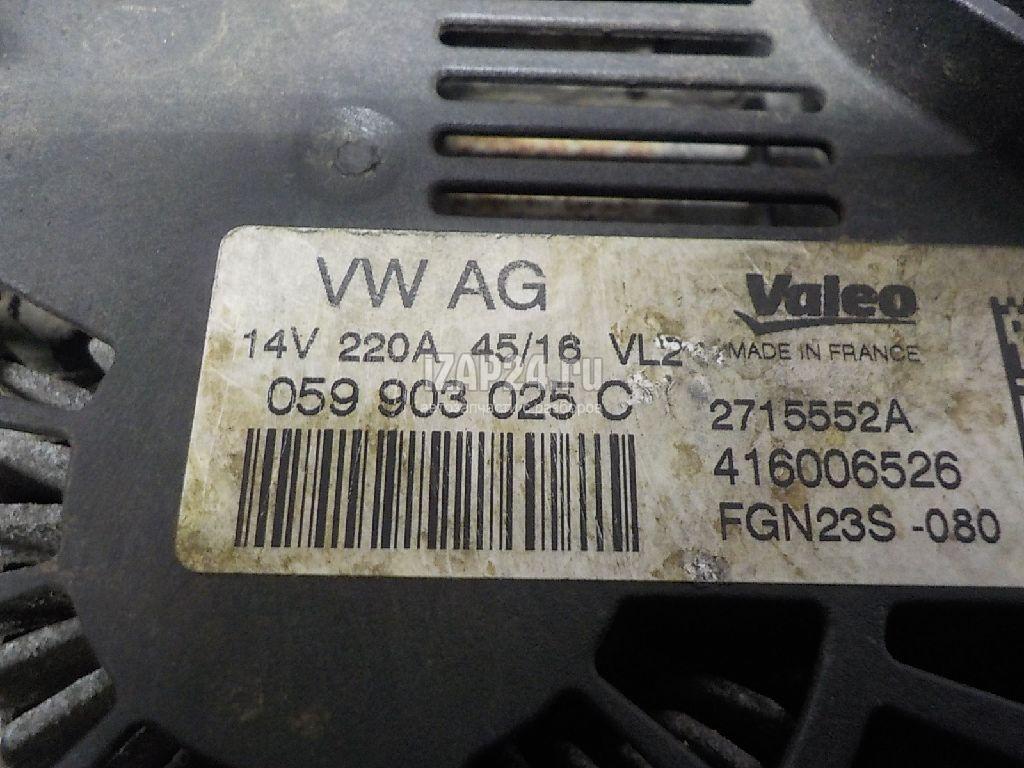 VW AG
Valeo
14V 220A 45/16 VL2
MADE IN FRANCE
IZAP24.ru
059 903 025 C
2715552A
416006526
FGN23S -080